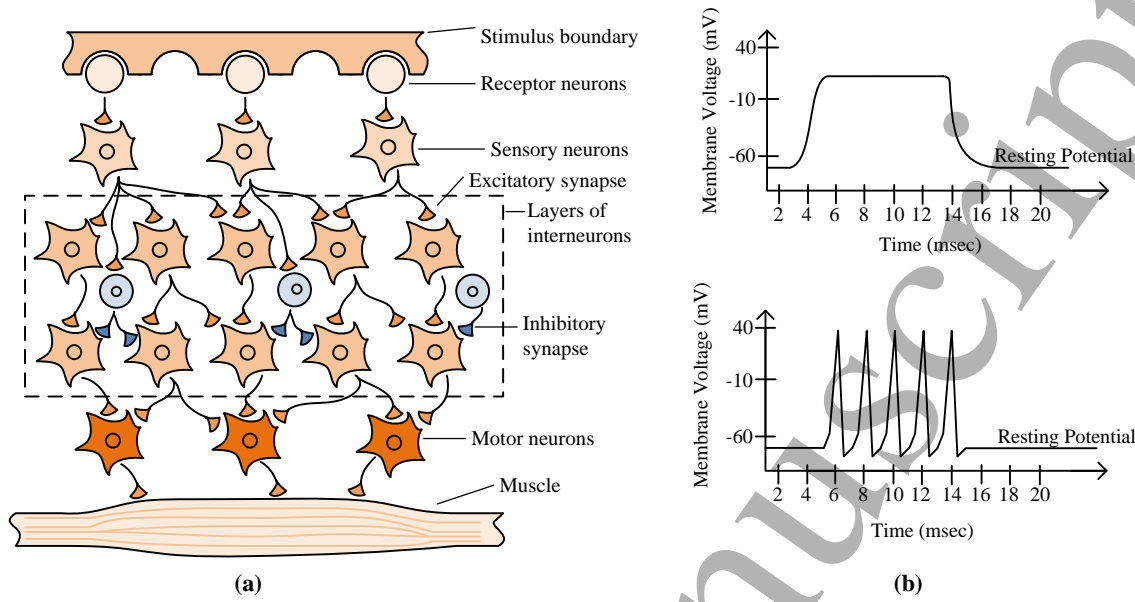 Stimulus boundary
Receptor neurons
Sensory neurons
Excitatory synapse
Layers of
interneurons
Inhibitory
synapse
Motor neurons
Muscle
(a)
Membrane Voltage (mV)
40
-10
-60
Resting Potential
2 4 6 8 10 12 14 16 18 20
Time (msec)
Membrane Voltage (mV)
40
-10
-60
Resting Potential
2 4 6 8 10 12 14 16 18 20
Time (msec)
(b)
uscrip